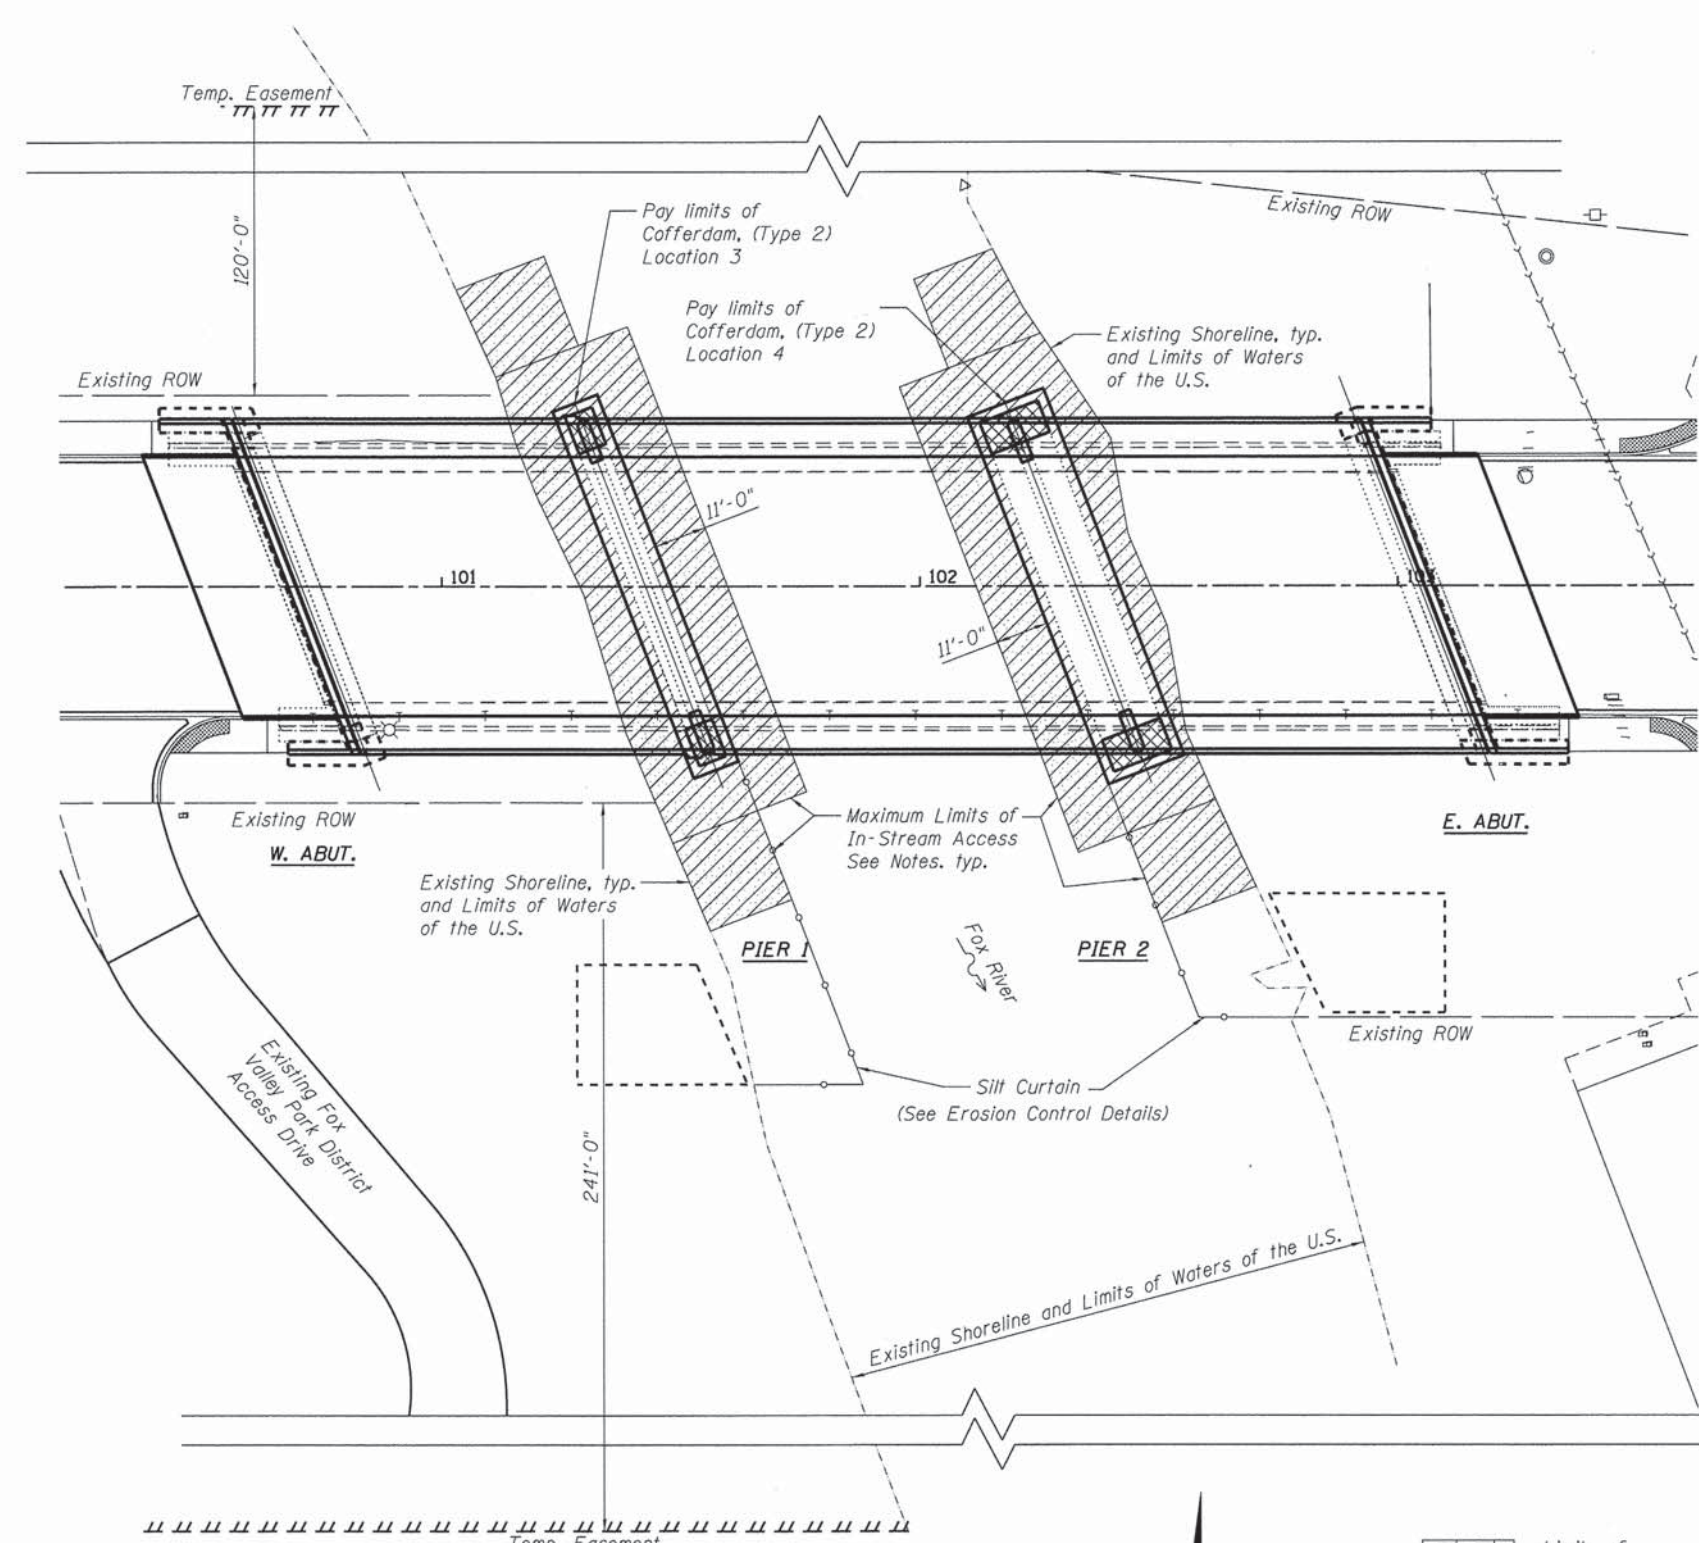 Temp. Easement
120'-0"
Pay limits of
Cofferdam, (Type 2)
Location 3
Existing ROW
Pay limits of
Cofferdam, (Type 2)
Location 4
Existing Shoreline, typ.
and Limits of Waters
of the U.S.
Existing ROW
11'-0"
101
102
11'-0"
Existing ROW
W. ABUT.
Maximum Limits of
In-Stream Access
See Notes. typ.
E. ABUT.
Existing Shoreline, typ.
and Limits of Waters
of the U.S.
PIER 1
Fox River
PIER 2
Existing ROW
Existing Fox
Valley Park District
Access Drive
Silt Curtain
(See Erosion Control Details)
241'-0"
Existing Shoreline and Limits of Waters of the U.S.
Temp. Easement